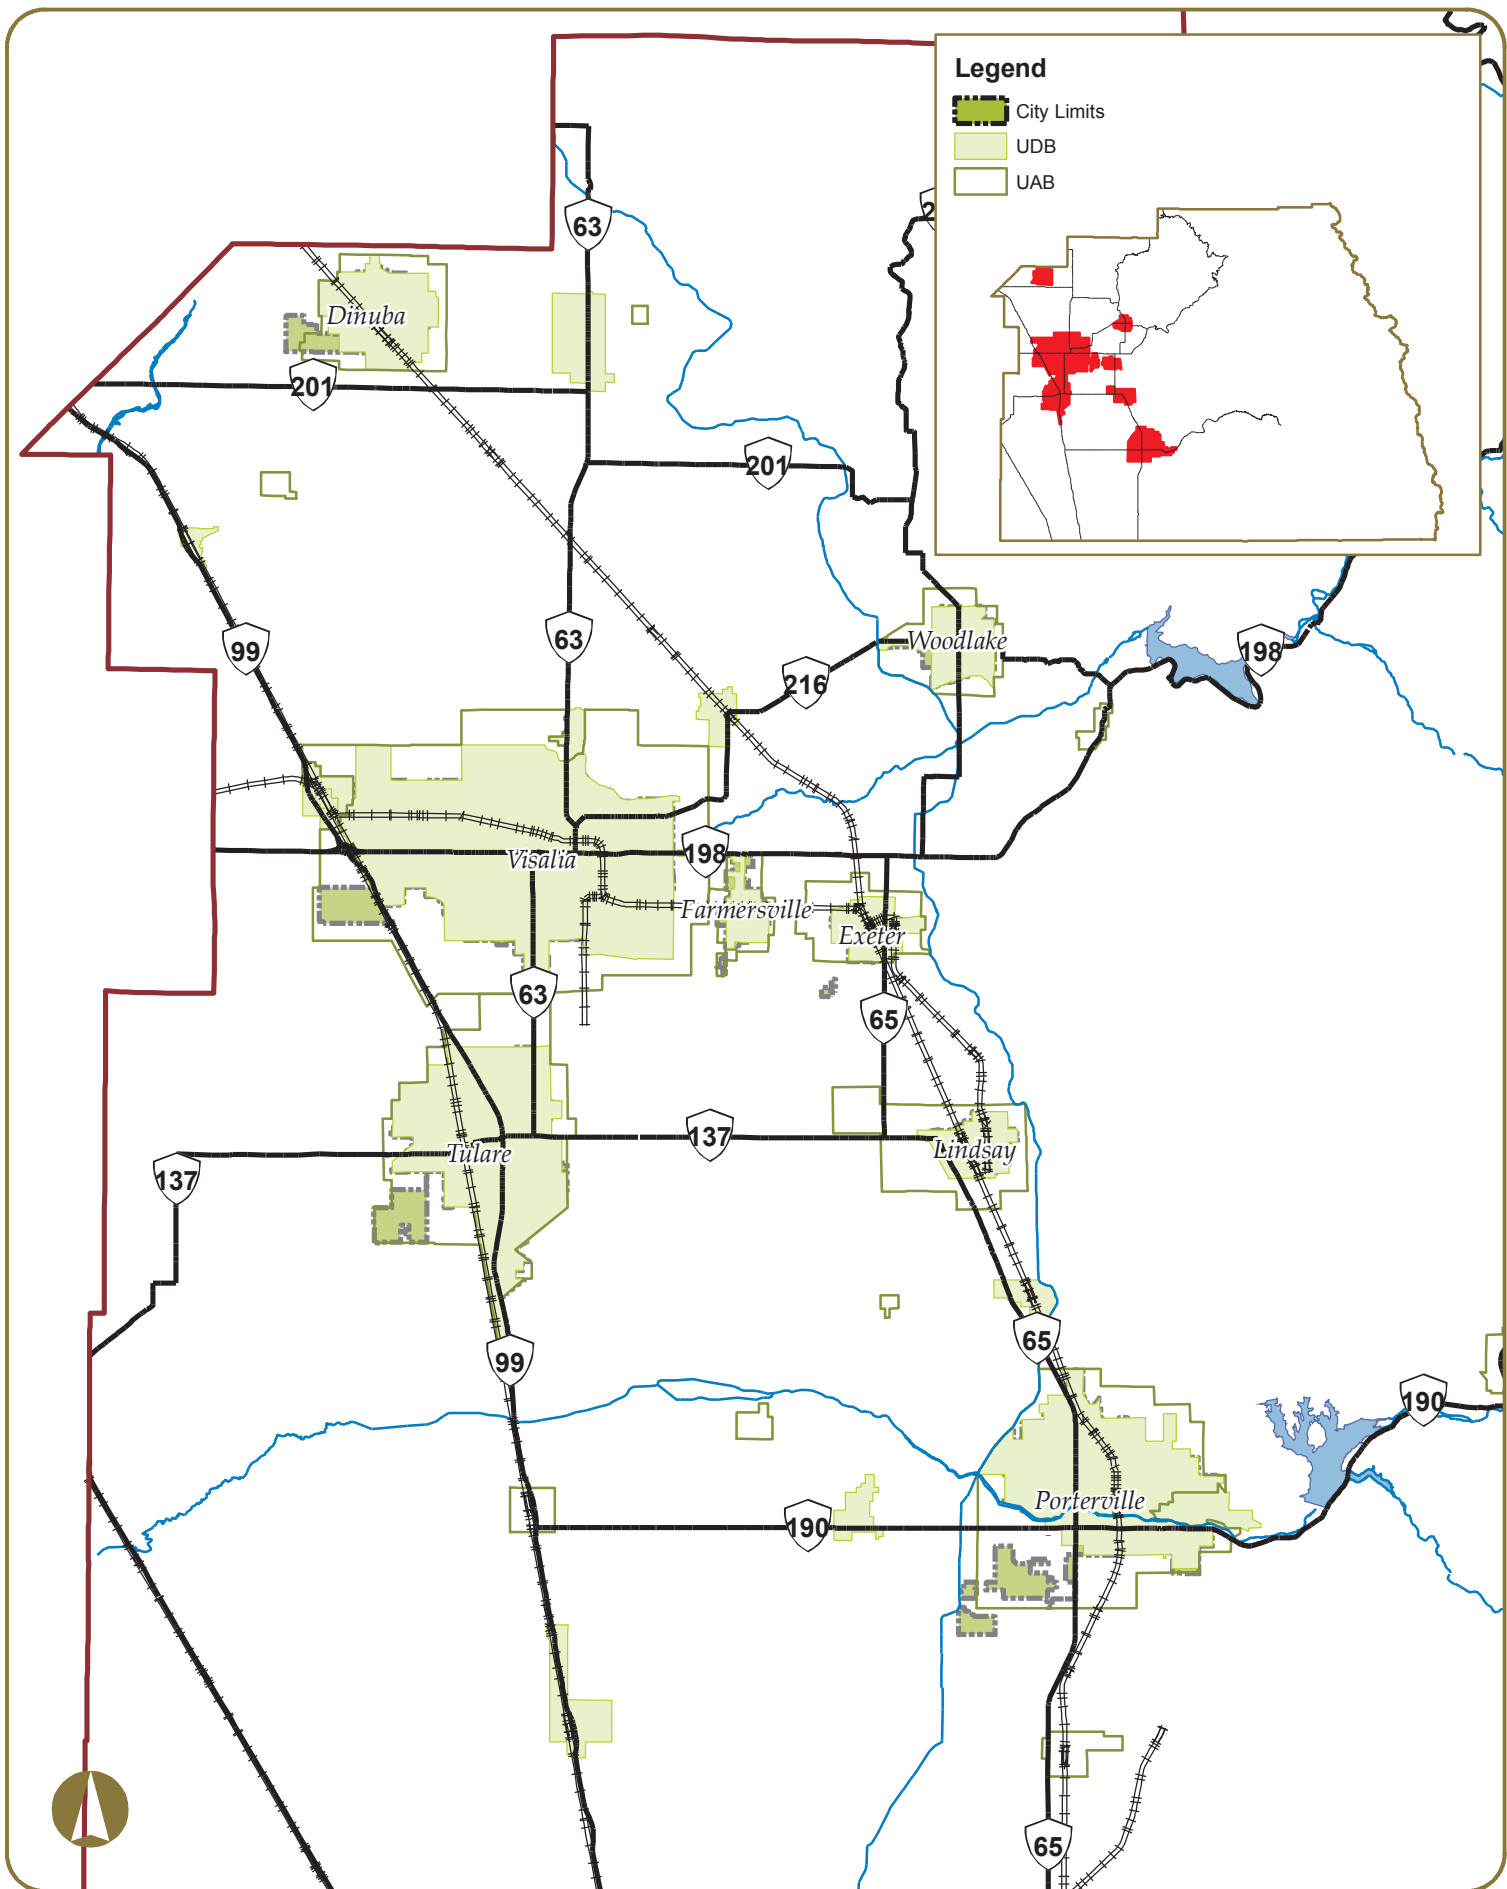 Legend
City Limits
UDB
UAB
63
Dinuba
201
201
99
63
Woodlake
198
216
Visalia
198
Farmersville
Exeter
63
65
137
Tulare
Lindsay
137
65
99
190
Porterville
190
65